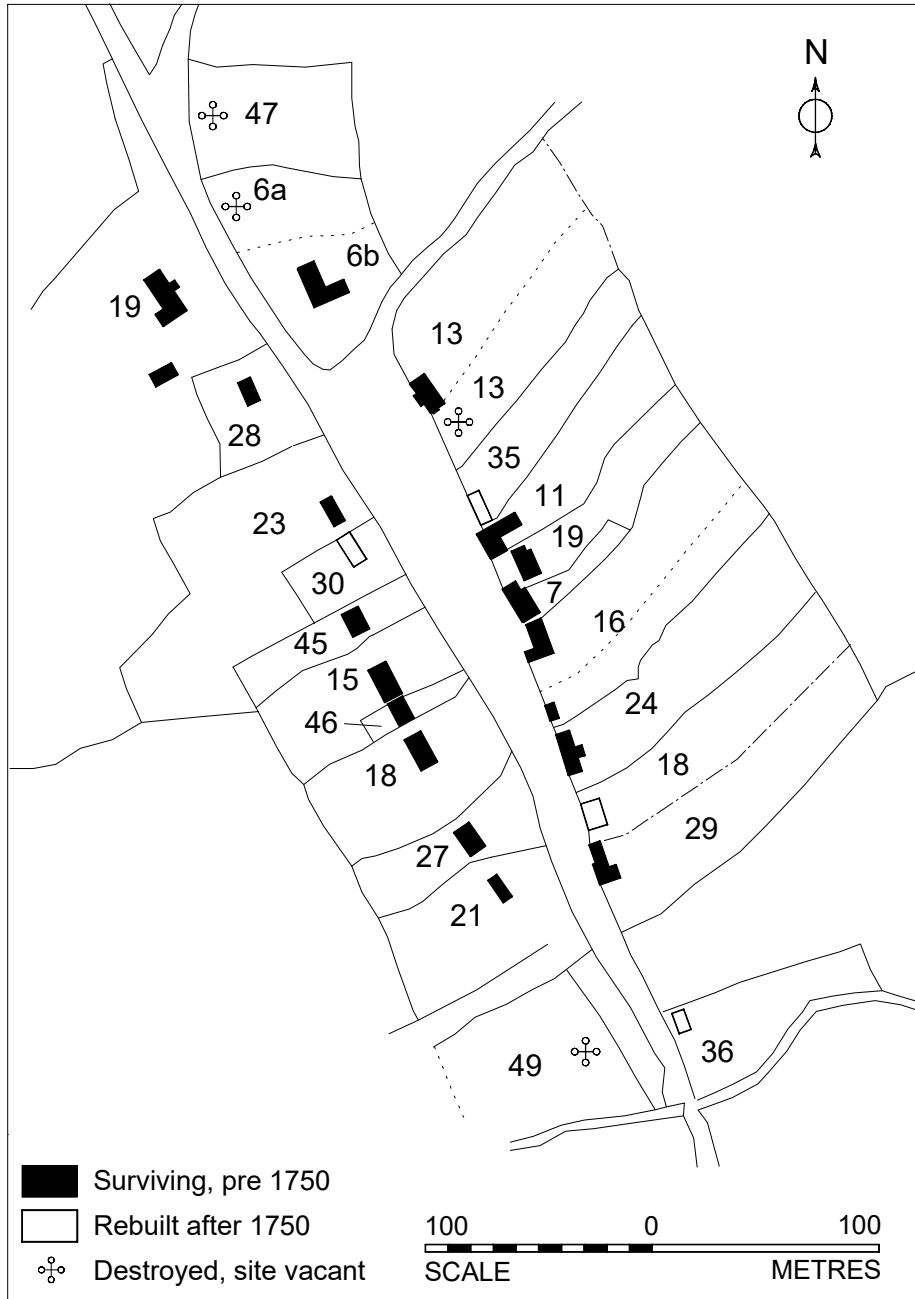 N
47
6a
6b
19
13
13
28
35
11
23
19
30
7
16
45
15
46
24
18
18
29
27
21
36
49
Surviving, pre 1750
Rebuilt after 1750
Destroyed, site vacant
100 0 100
SCALE METRES